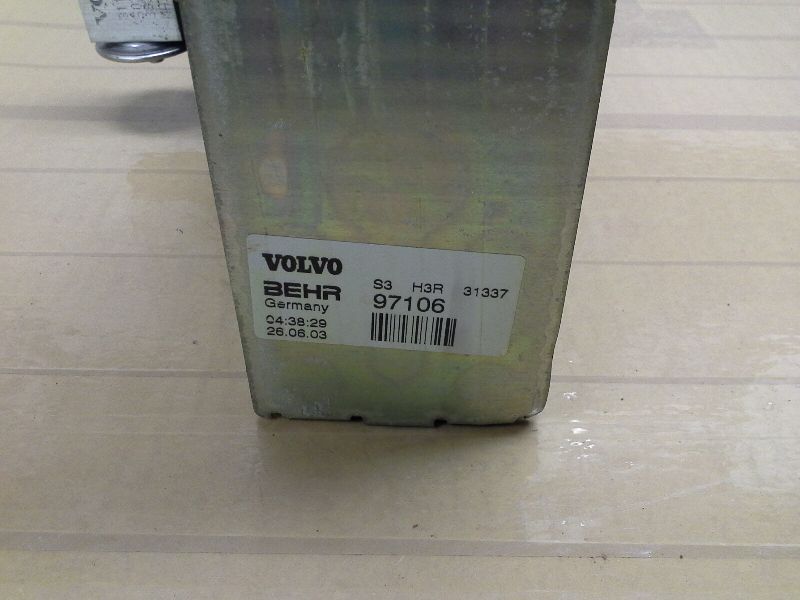 VOLVO
BEHR
Germany
04:38:29
26.06.03
S3 H3R 31337
97106